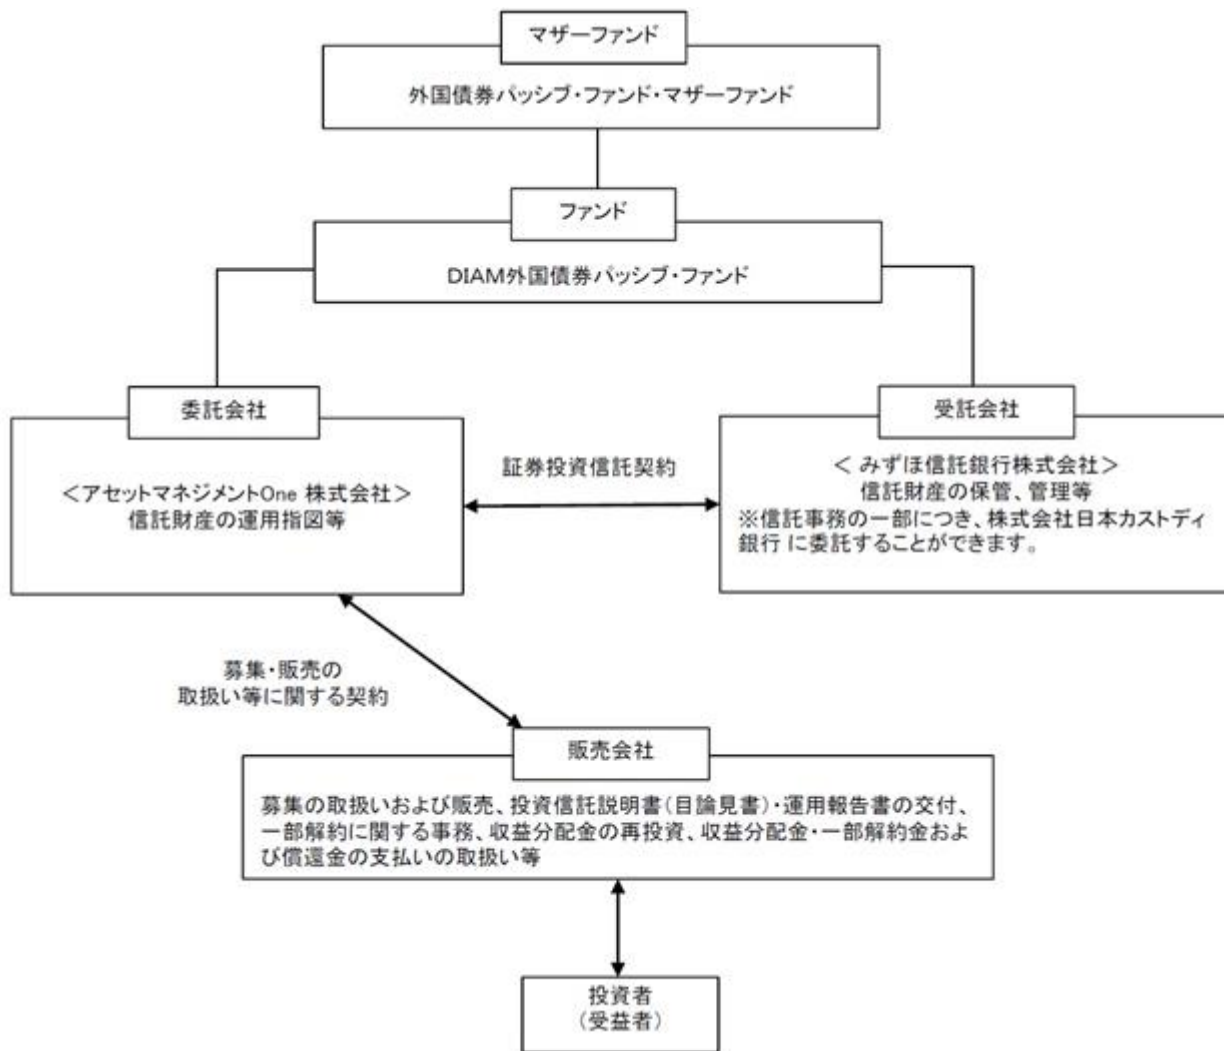 マザーファンド
外国債券パッシブ・ファンド・マザーファンド
ファンド
DIAM外国債券パッシブ・ファンド
委託会社
＜アセットマネジメントOne 株式会社＞
信託財産の運用指図等
証券投資信託契約
受託会社
＜ みずほ信託銀行株式会社＞
信託財産の保管、管理等
※信託事務の一部につき、株式会社日本カストディ
銀行 に委託することができます。
募集・販売の
取扱い等に関する契約
販売会社
募集の取扱いおよび販売、投資信託説明書（目論見書）・運用報告書の交付、
一部解約に関する事務、収益分配金の再投資、収益分配金・一部解約金およ
び償還金の支払いの取扱い等
投資者
（受益者）